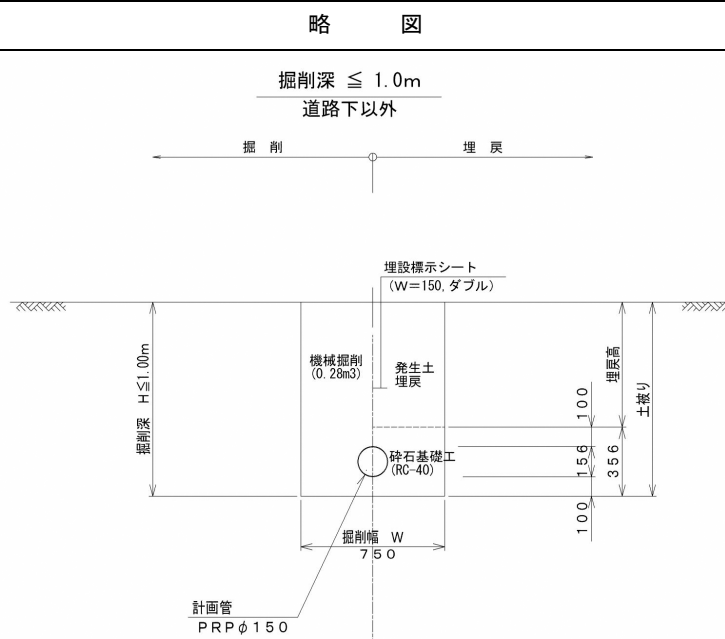 略　図
掘削深 ≦ 1.0m
道路下以外
掘 削
埋 戻
埋設標示シート
(W=150,ダブル)
機械掘削
(0.28m3)
発生土
埋戻
掘削深　H≦1.00m
埋戻高
土被り
100
156
356
100
砕石基礎工
(RC-40)
掘削幅　W
750
計画管
PRPφ150